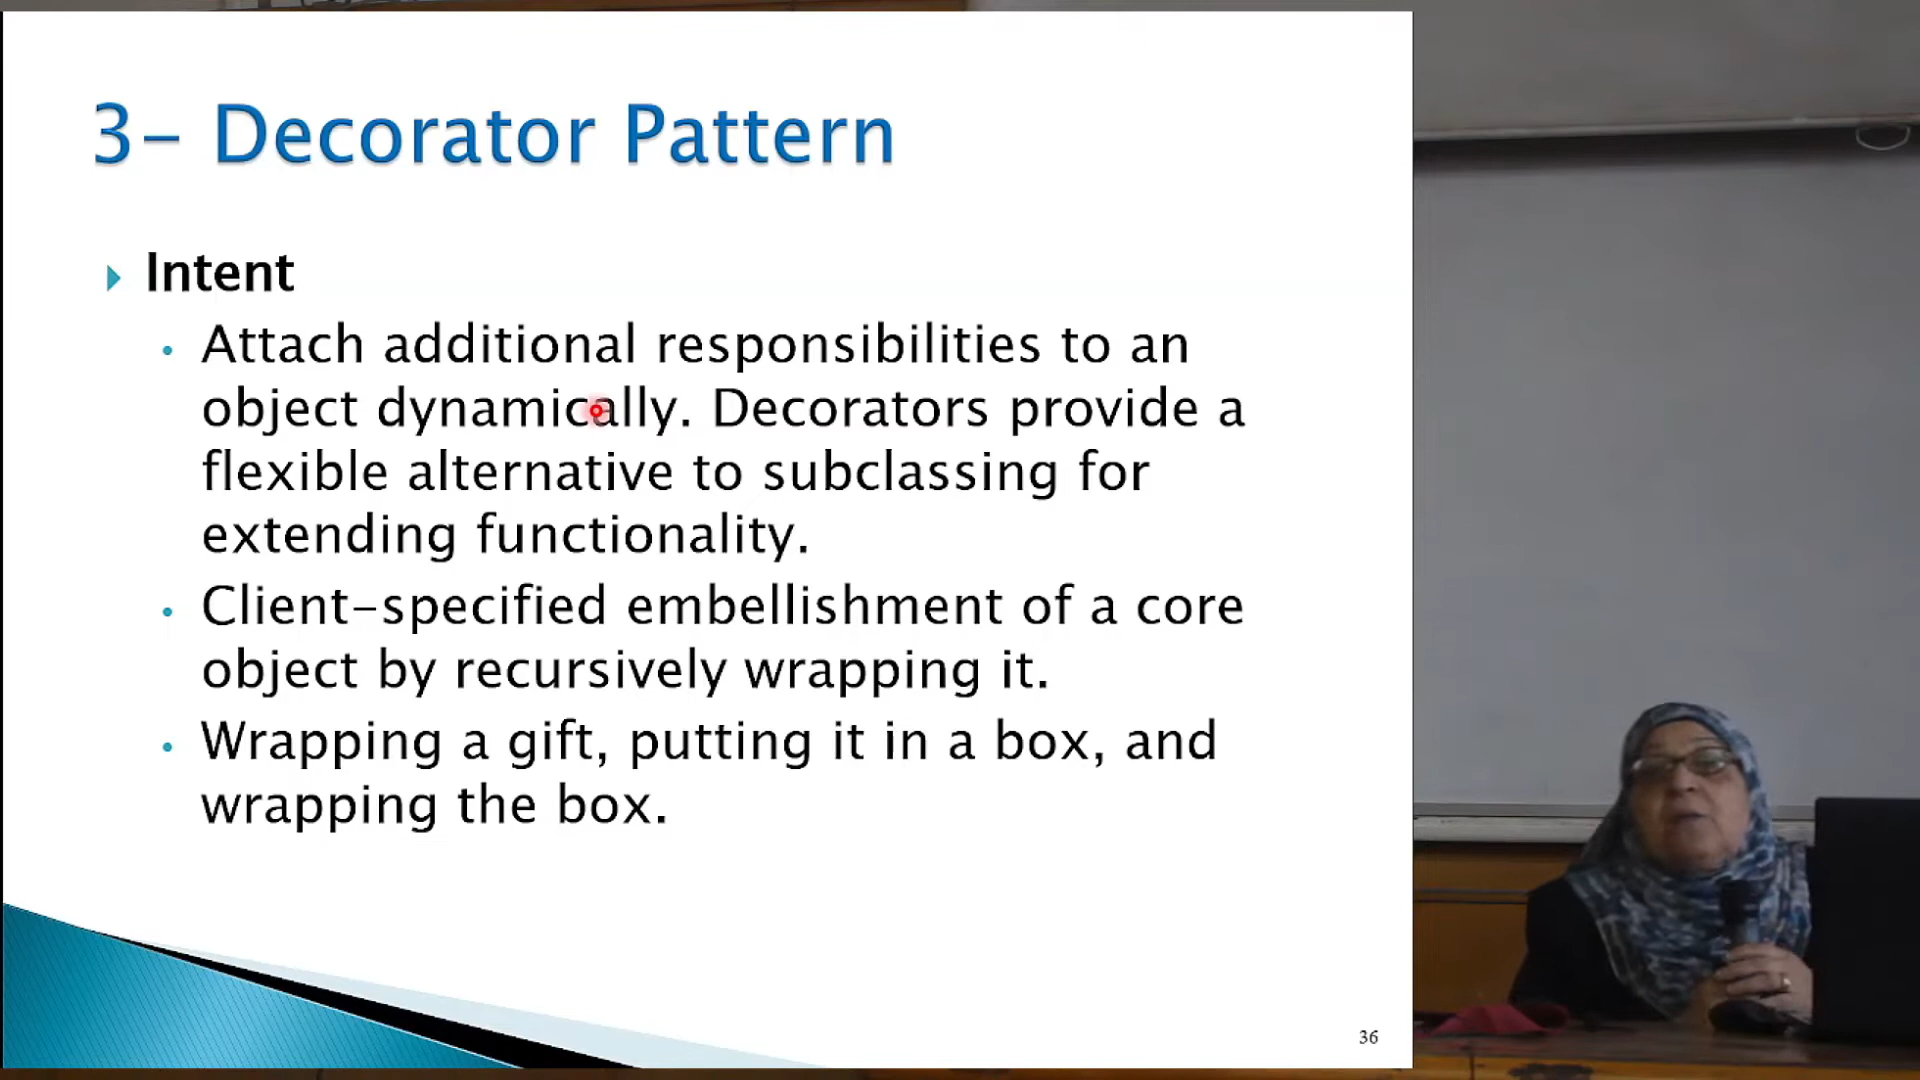 3- Decorator Pattern
Intent
Attach additional responsibilities to an
object dynamically. Decorators provide a
flexible alternative to subclassing for
extending functionality.
Client-specified embellishment of a core
object by recursively wrapping it.
Wrapping a gift, putting it in a box, and
wrapping the box.
36